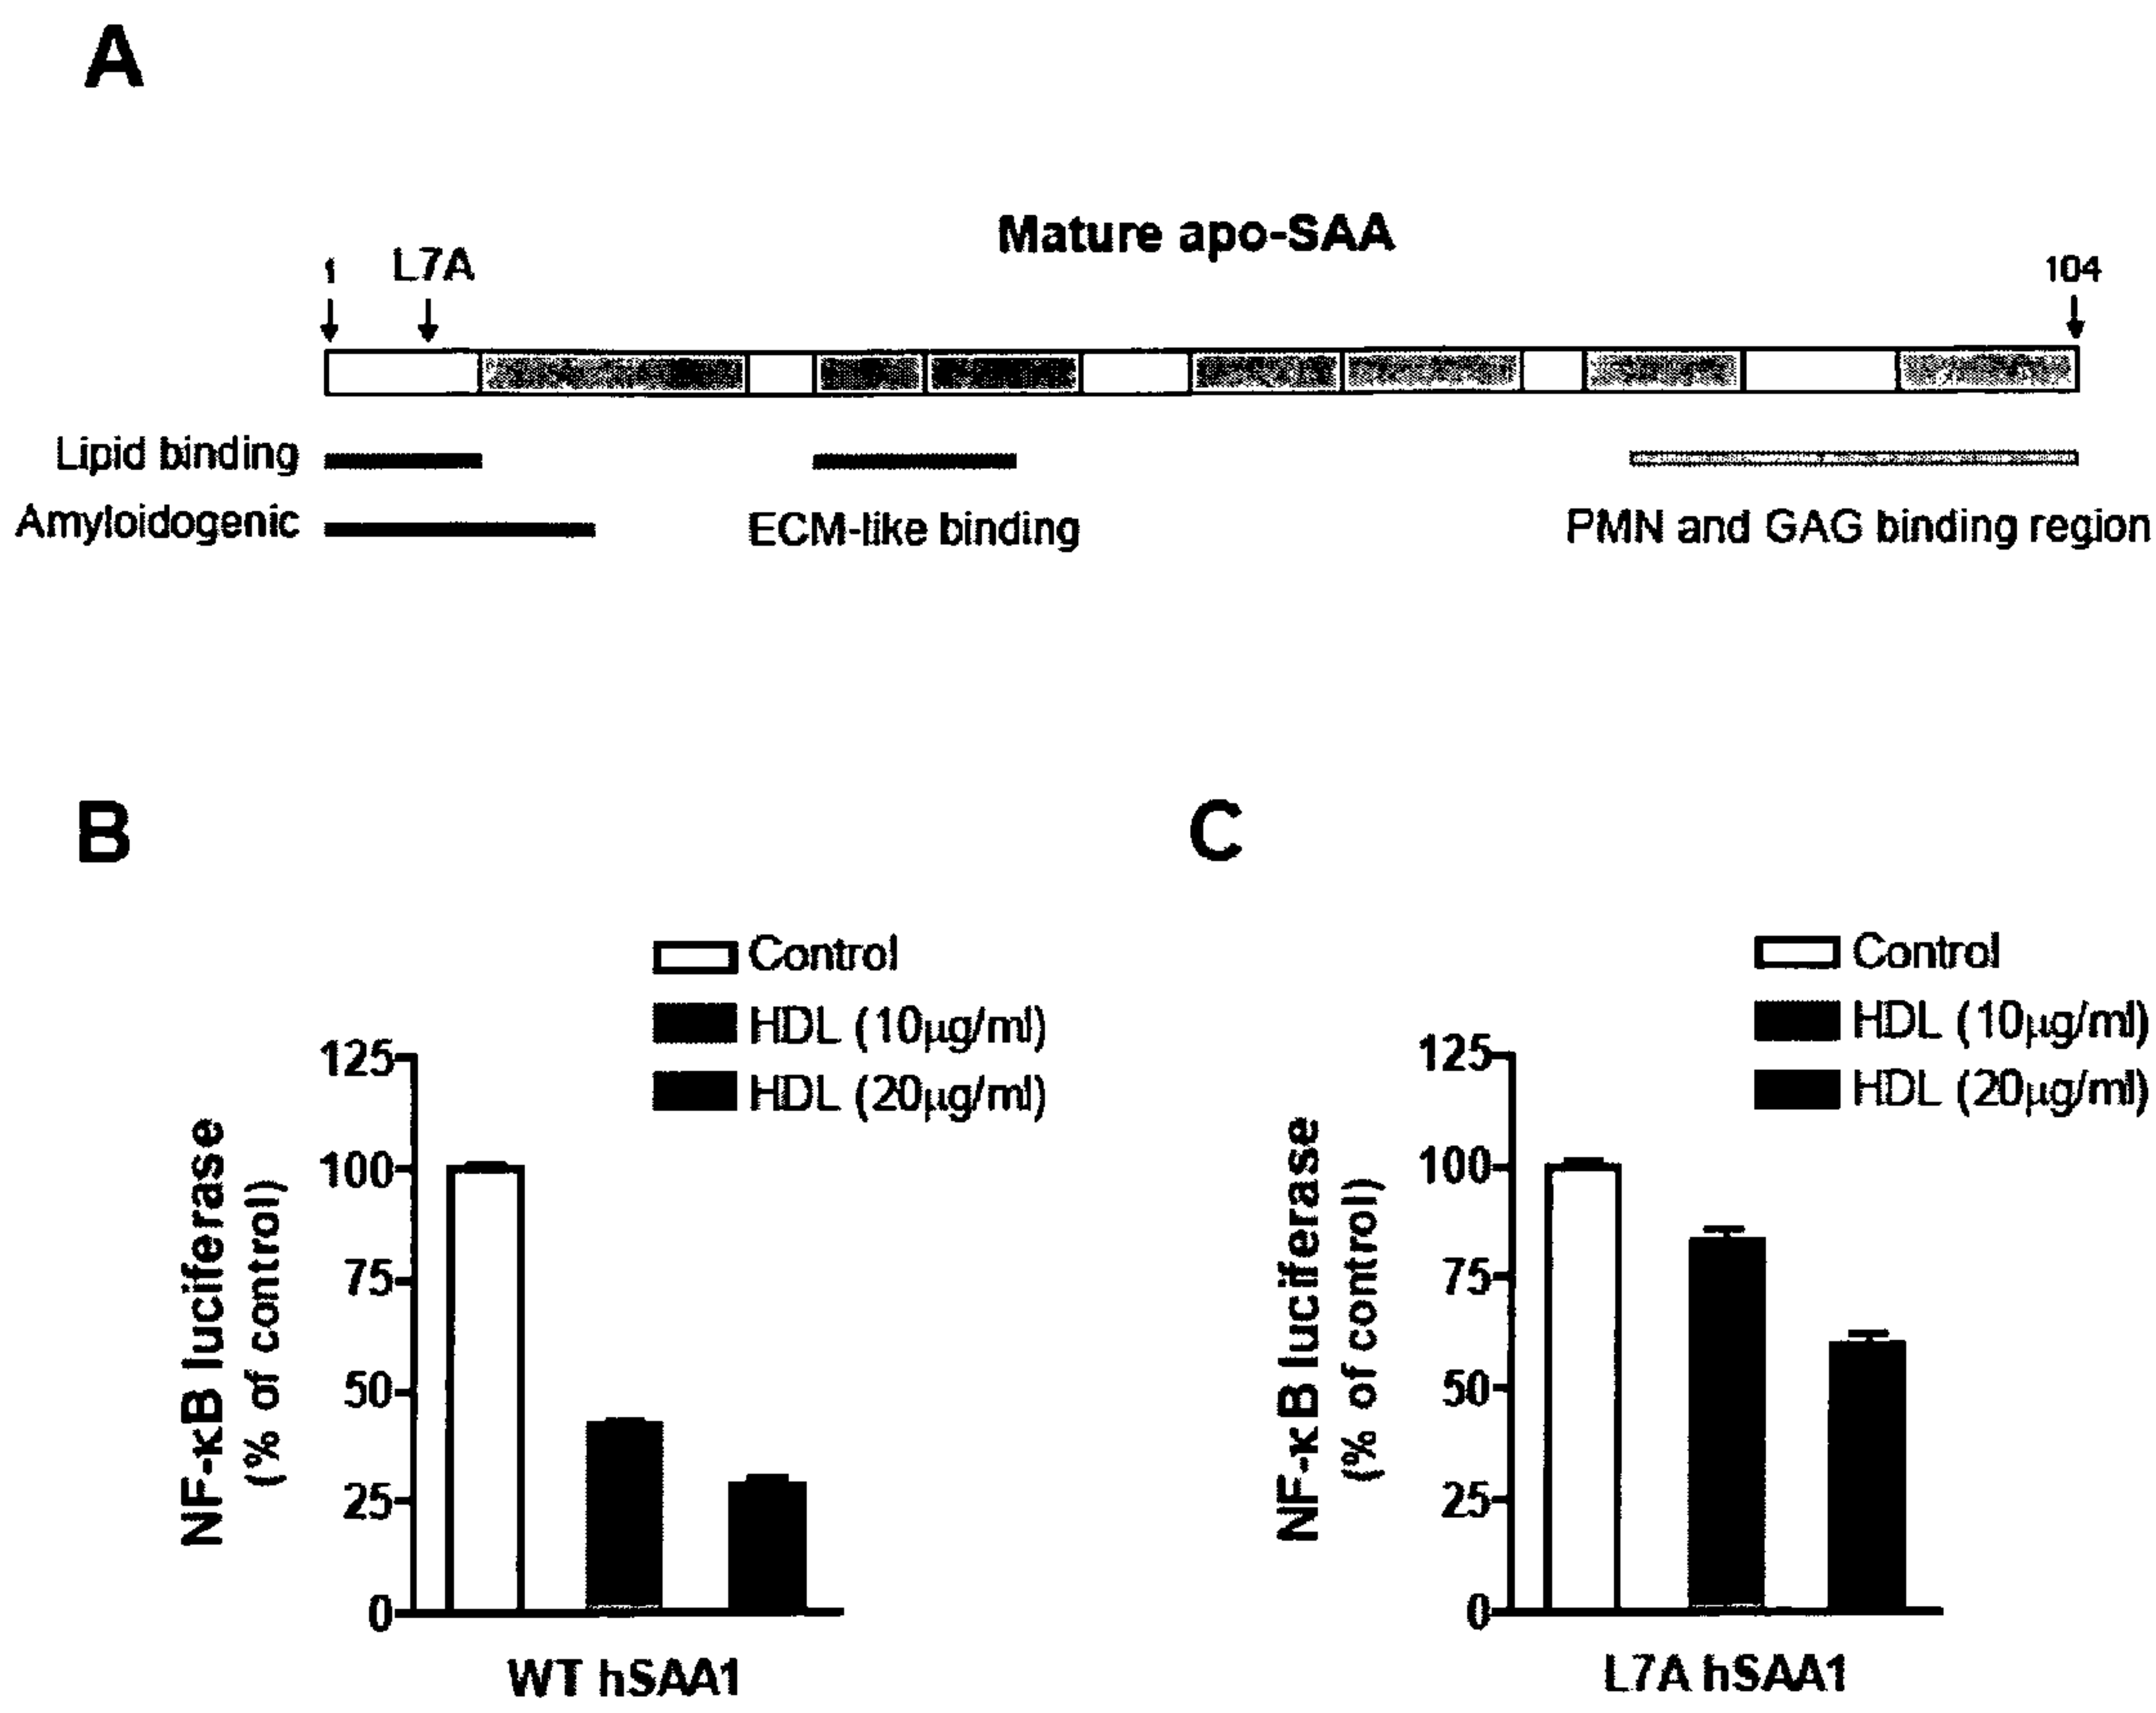 A
Mature apo-SAA
1
L7A
104
Lipid binding
Amyloidogenic
ECM-like binding
PMN and GAG binding region
B
Control
HDL (10µg/ml)
HDL (20µg/ml)
125
100
75
50
25
0
NF-κB luciferase
(% of control)
WT hSAA1
C
Control
HDL (10µg/ml)
HDL (20µg/ml)
125
100
75
50
25
0
NF-κB luciferase
(% of control)
L7A hSAA1